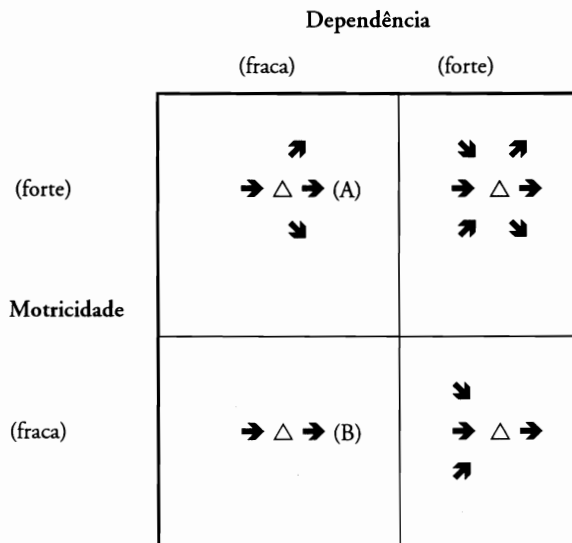 Dependência
(fraca) (forte)
(forte) (A)
Motricidade
(fraca) (B)